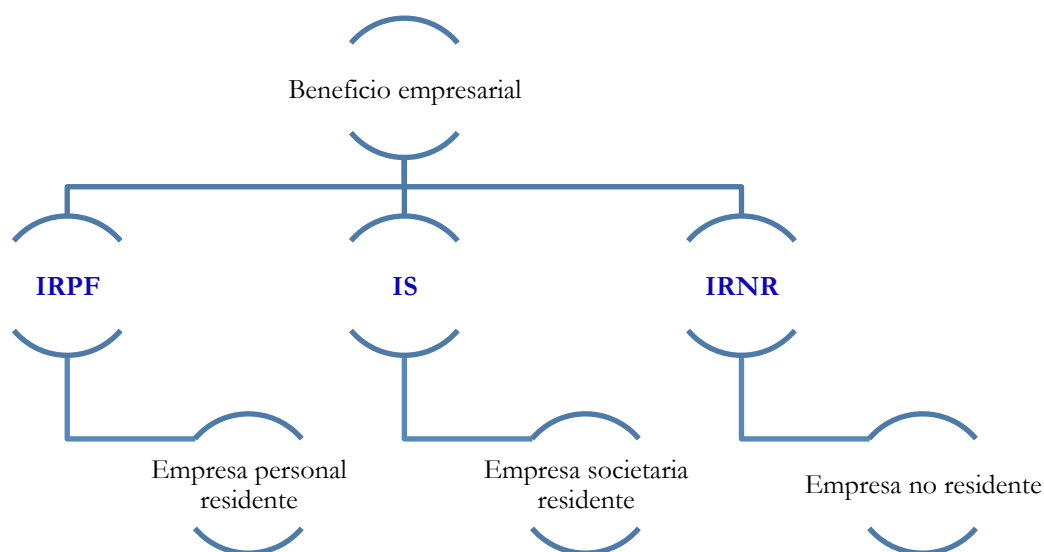 Beneficio empresarial
IRPF
IS
IRNR
Empresa personal
residente
Empresa societaria
residente
Empresa no residente